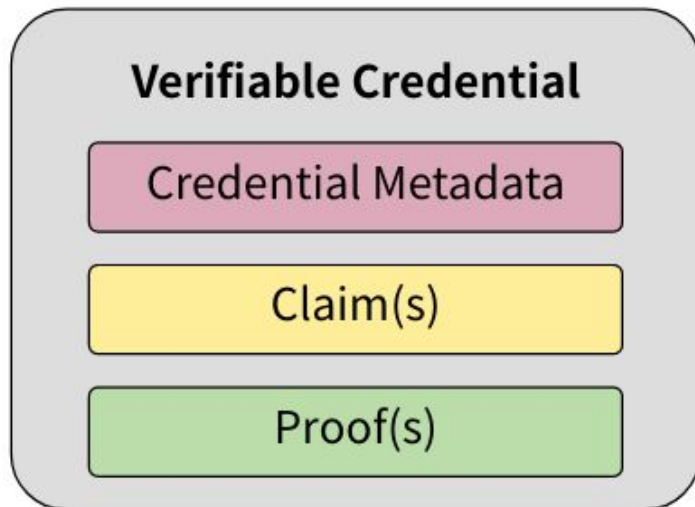 Verifiable Credential
Credential Metadata
Claim(s)
Proof(s)